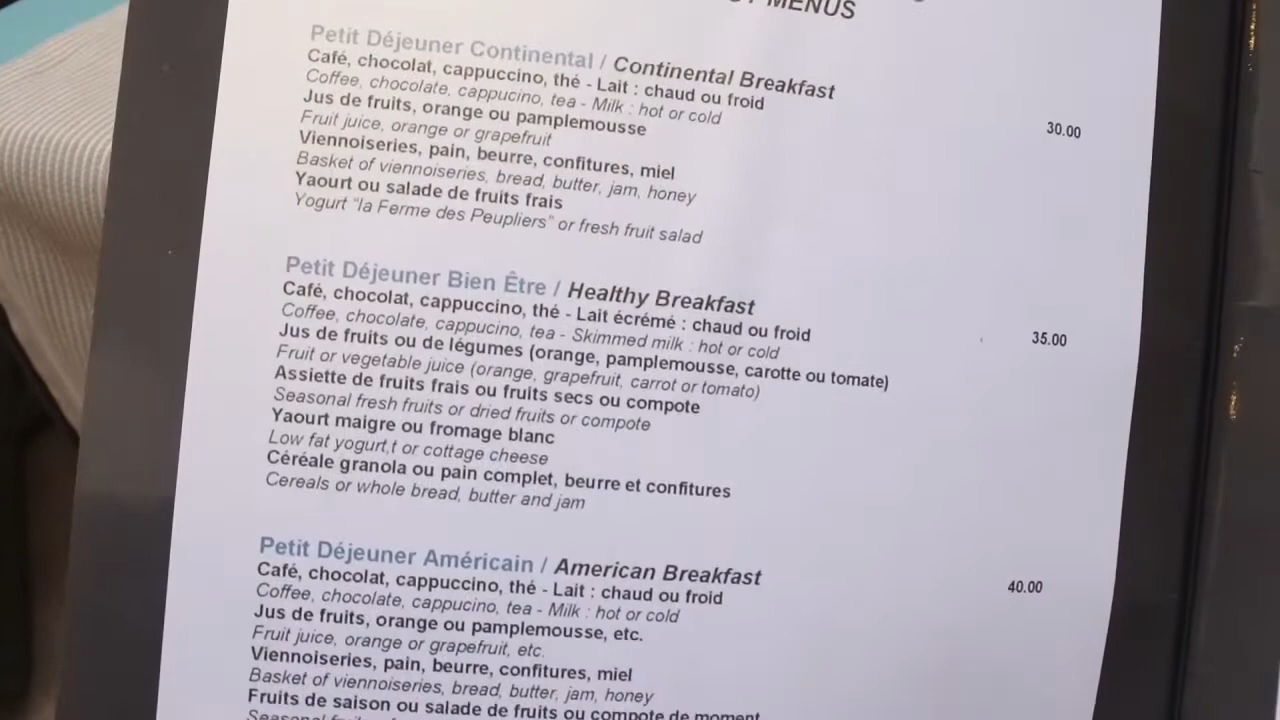 MENUS
Petit Déjeuner Continental / Continental Breakfast
Café, chocolat, cappuccino, thé - Lait : chaud ou froid
Coffee, chocolate, cappucino, tea - Milk : hot or cold
30.00
Jus de fruits, orange ou pamplemousse
Fruit juice, orange or grapefruit
Viennoiseries, pain, beurre, confitures, miel
Basket of viennoiseries, bread, butter, jam, honey
Yaourt ou salade de fruits frais
Yogurt "la Ferme des Peupliers" or fresh fruit salad
Petit Déjeuner Bien Être / Healthy Breakfast
Café, chocolat, cappuccino, thé - Lait écrémé : chaud ou froid
Coffee, chocolate, cappucino, tea - Skimmed milk : hot or cold
35.00
Jus de fruits ou de légumes (orange, pamplemousse, carotte ou tomate)
Fruit or vegetable juice (orange, grapefruit, carrot or tomato)
Assiette de fruits frais ou fruits secs ou compote
Seasonal fresh fruits or dried fruits or compote
Yaourt maigre ou fromage blanc
Low fat yogurt,t or cottage cheese
Céréale granola ou pain complet, beurre et confitures
Cereals or whole bread, butter and jam
Petit Déjeuner Américain / American Breakfast
40.00
Café, chocolat, cappuccino, thé - Lait : chaud ou froid
Coffee, chocolate, cappucino, tea - Milk : hot or cold
Jus de fruits, orange ou pamplemousse, etc.
Fruit juice, orange or grapefruit, etc.
Viennoiseries, pain, beurre, confitures, miel
Basket of viennoiseries, bread, butter, jam, honey
Fruits de saison ou salade de fruits ou compote de moment